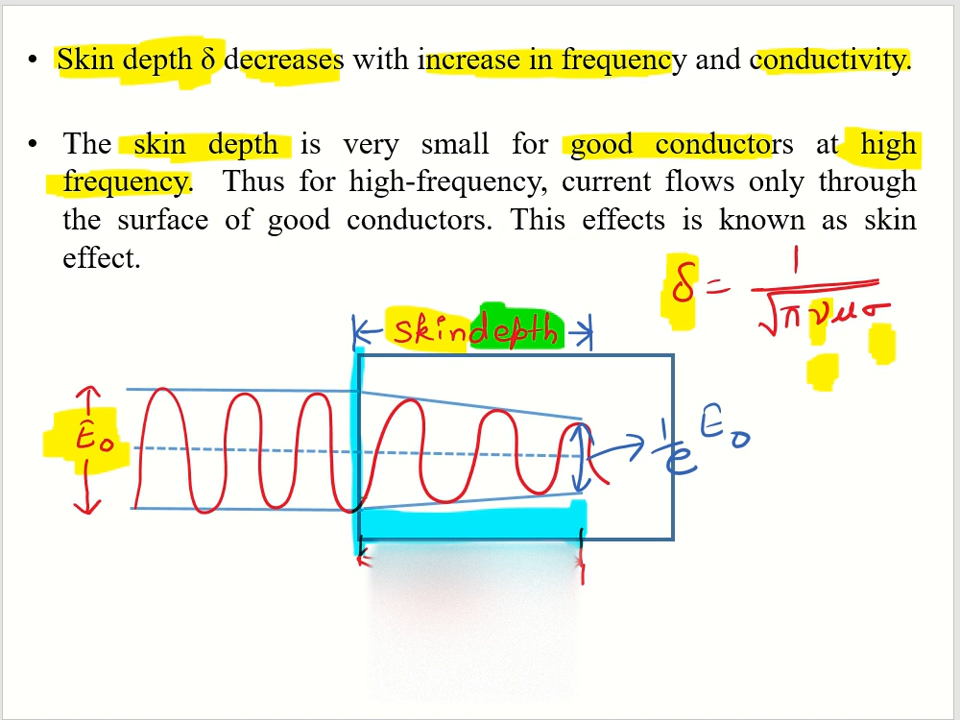 • Skin depth δ decreases with increase in frequency and conductivity.
• The skin depth is very small for good conductors at high
frequency. Thus for high-frequency, current flows only through
the surface of good conductors. This effects is known as skin
effect.
δ = 1/√πνμσ
skin depth
E₀
1/e E₀